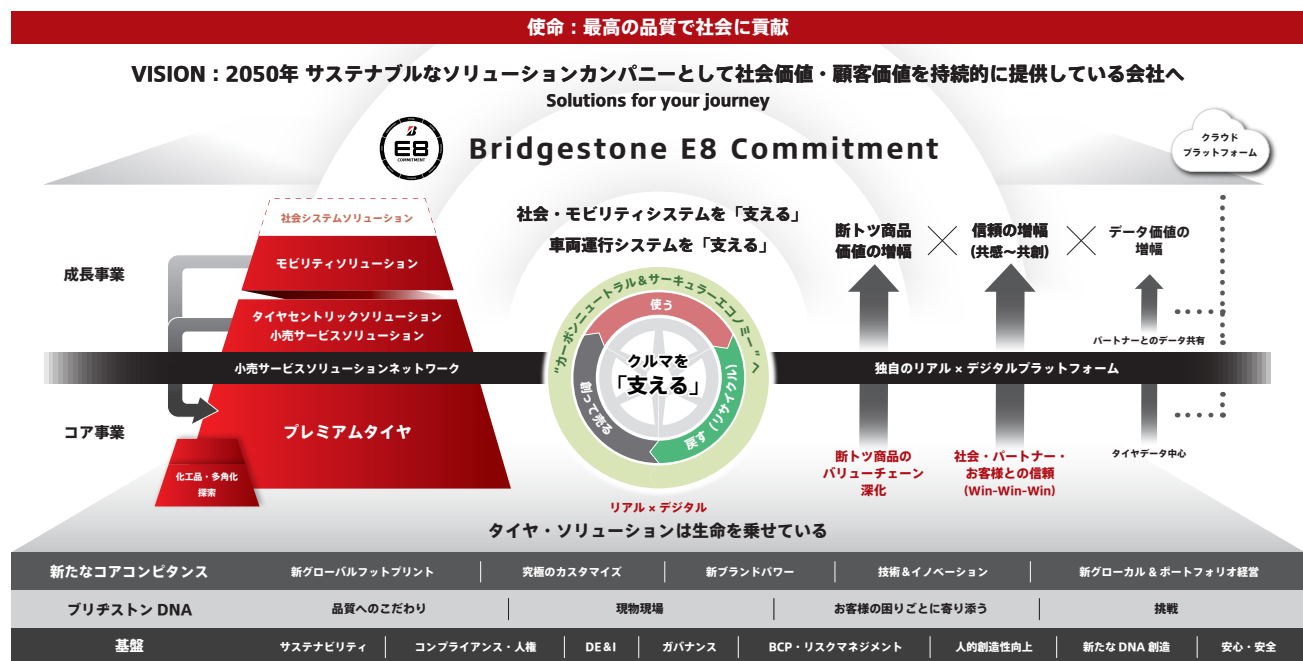 使命：最高の品質で社会に貢献
VISION：2050年 サステナブルなソリューションカンパニーとして社会価値・顧客価値を持続的に提供している会社へ
Solutions for your journey
E8
COMMITMENT
Bridgestone E8 Commitment
クラウド
プラットフォーム
社会システムソリューション
モビリティソリューション
成長事業
タイヤセントリックソリューション
小売サービスソリューション
小売サービスソリューションネットワーク
コア事業
プレミアムタイヤ
化工品・多角化
探索
社会・モビリティシステムを「支える」
車両運行システムを「支える」
“カーボンニュートラル&サーキュラーエコノミー”へ
使う
クルマを
「支える」
創って売る
戻す（リサイクル）
リアル×デジタル
断トツ商品
価値の増幅
信頼の増幅
(共感～共創)
データ価値の
増幅
パートナーとのデータ共有
独自のリアル×デジタルプラットフォーム
断トツ商品の
バリューチェーン
深化
社会・パートナー・
お客様との信頼
(Win-Win-Win)
タイヤデータ中心
タイヤ・ソリューションは生命を乗せている
新たなコアコンピタンス 新グローバルフットプリント 究極のカスタマイズ 新ブランドパワー 技術&イノベーション 新グローカル&ポートフォリオ経営
ブリヂストン DNA 品質へのこだわり 現物現場 お客様の困りごとに寄り添う 挑戦
基盤 サステナビリティ コンプライアンス・人権 DE&I ガバナンス BCP・リスクマネジメント 人的創造性向上 新たな DNA 創造 安心・安全